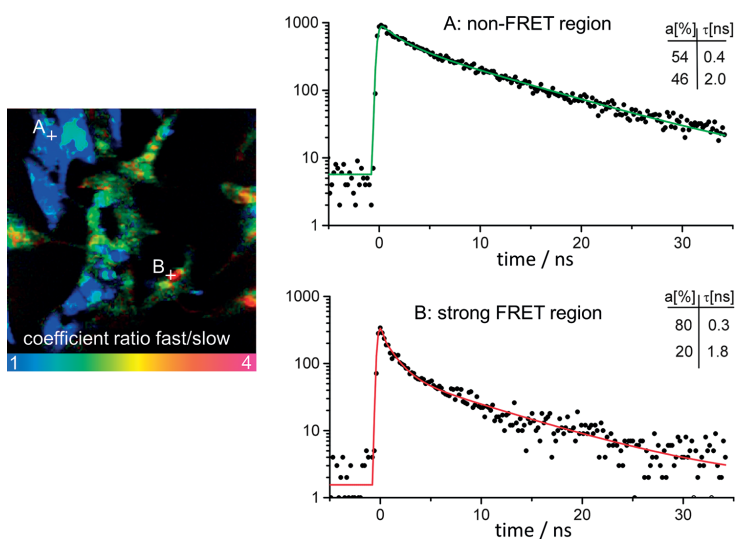 A: non-FRET region
a[%] τ[ns]
54 0.4
46 2.0
1000
100
10
1
0 10 20 30
time / ns
A
B
coefficient ratio fast/slow
1 4
B: strong FRET region
a[%] τ[ns]
80 0.3
20 1.8
1000
100
10
1
0 10 20 30
time / ns